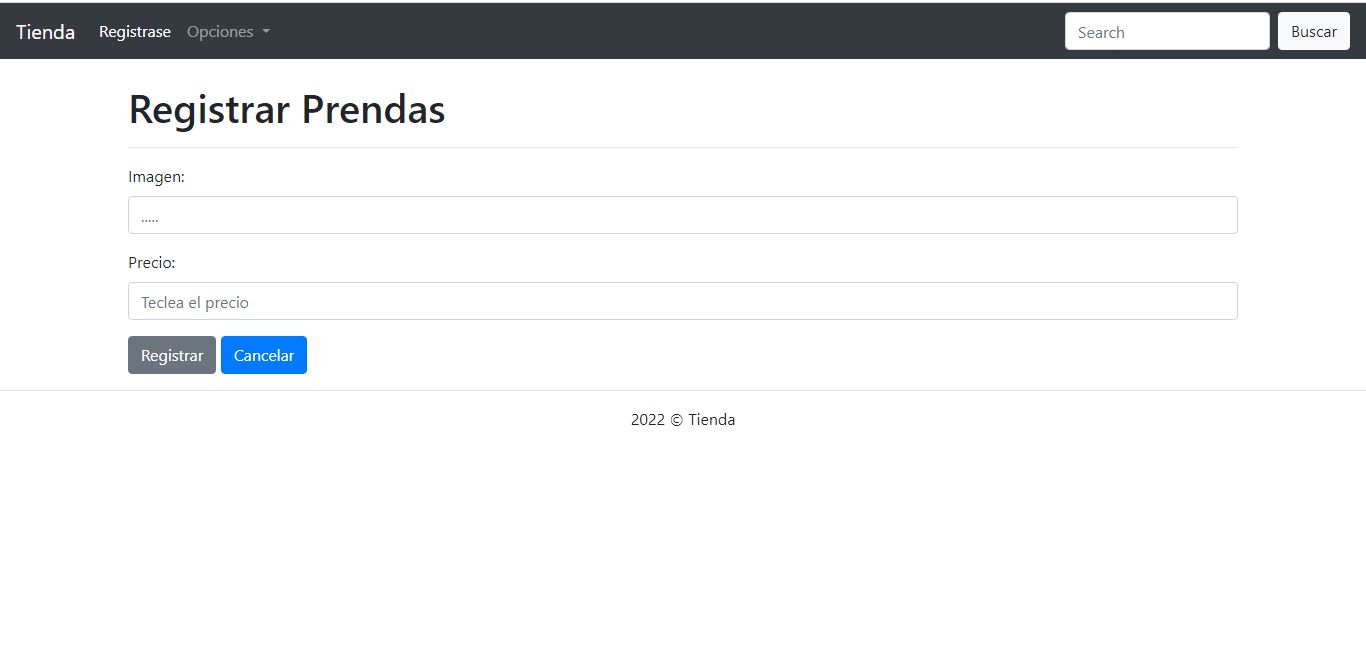 Tienda Registrase Opciones Search Buscar
Registrar Prendas
Imagen:
.....
Precio:
Teclea el precio
Registrar Cancelar
2022 © Tienda